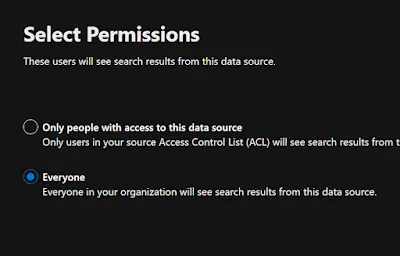 Select Permissions
These users will see search results from this data source.
Only people with access to this data source
Only users in your source Access Control List (ACL) will see search results from
Everyone
Everyone in your organization will see search results from this data source.